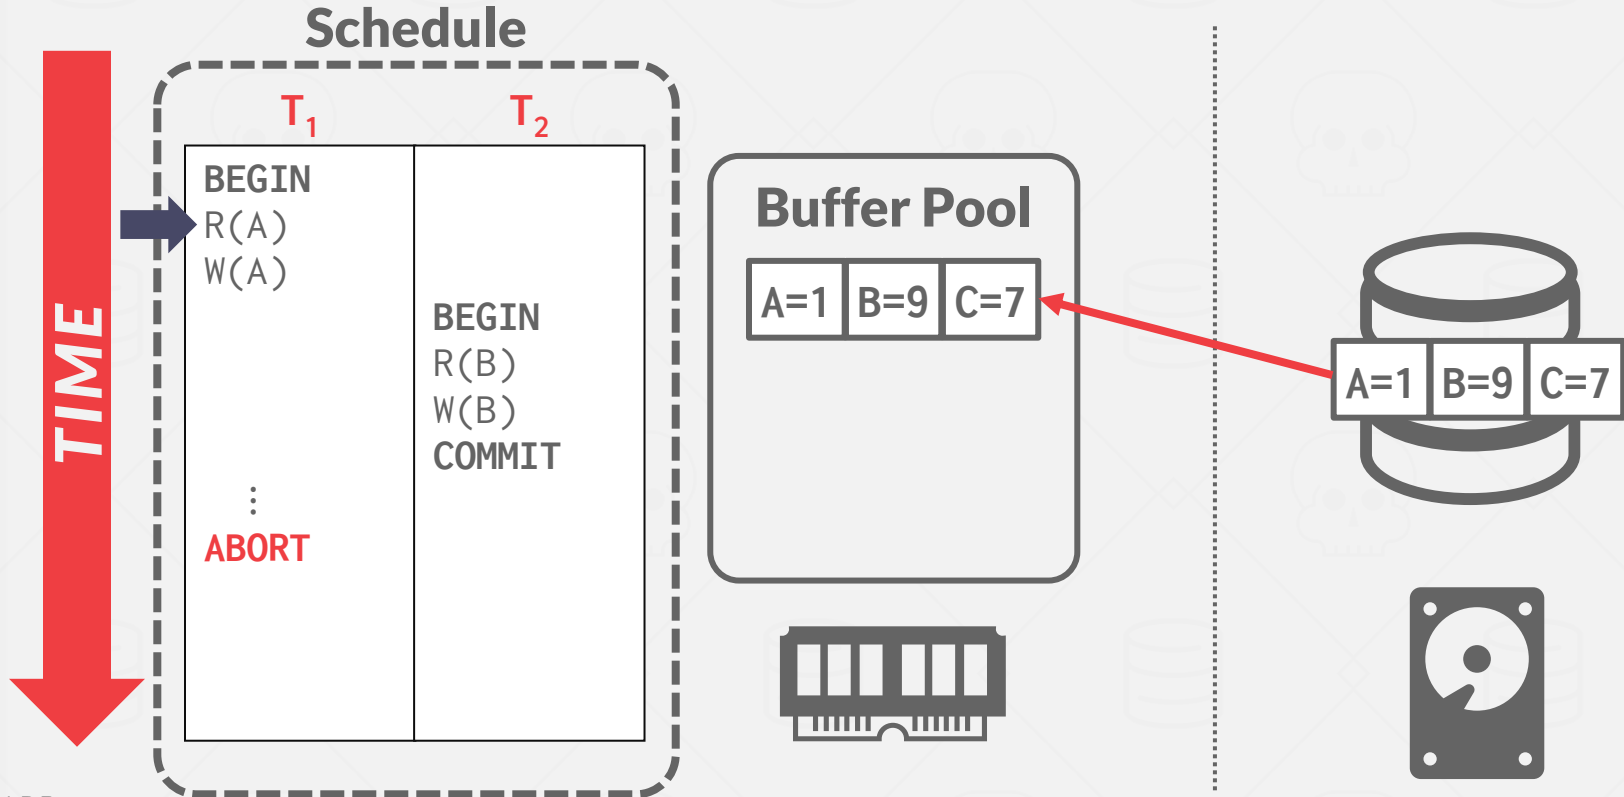 Schedule
TIME
T₁
T₂
BEGIN
R(A)
W(A)
BEGIN
R(B)
W(B)
COMMIT
⋮
ABORT
Buffer Pool
A=1 B=9 C=7
A=1 B=9 C=7